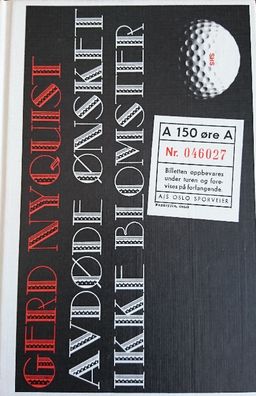 GERD NYQUIST
AVDØDE ØNSKET
IKKE BLOMSTER
SHS
A 150 øre A
Nr. 046027
Billetten oppbevares
under turen og fore-
vises på forlangende.
A/S OSLO SPORVEIER